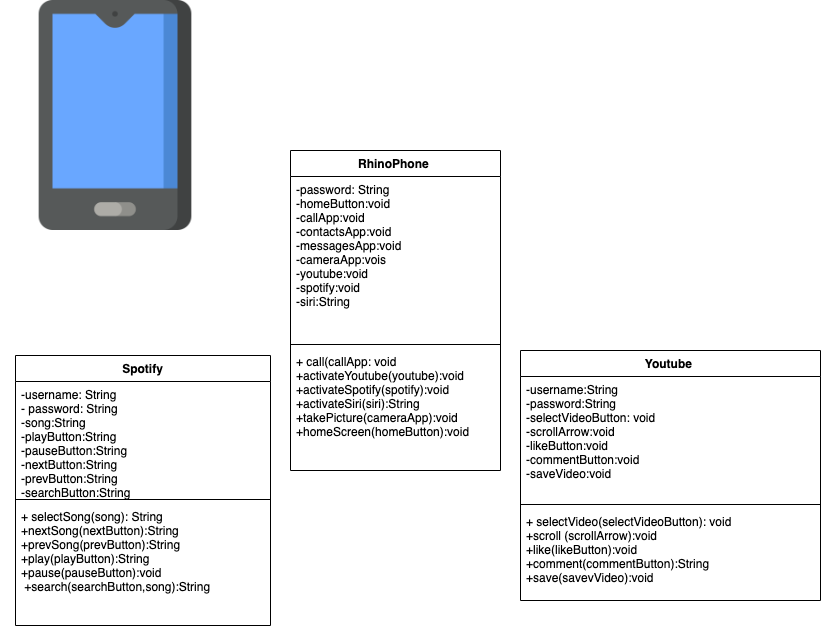 RhinoPhone
-password: String
-homeButton:void
-callApp:void
-contactsApp:void
-messagesApp:void
-cameraApp:vois
-youtube:void
-spotify:void
-siri:String
+ call(callApp: void
+activateYoutube(youtube):void
+activateSpotify(spotify):void
+activateSiri(siri):String
+takePicture(cameraApp):void
+homeScreen(homeButton):void
Spotify
-username: String
- password: String
-song:String
-playButton:String
-pauseButton:String
-nextButton:String
-prevButton:String
-searchButton:String
+ selectSong(song): String
+nextSong(nextButton):String
+prevSong(prevButton):String
+play(playButton):String
+pause(pauseButton):void
+search(searchButton,song):String
Youtube
-username:String
-password:String
-selectVideoButton: void
-scrollArrow:void
-likeButton:void
-commentButton:void
-saveVideo:void
+ selectVideo(selectVideoButton): void
+scroll (scrollArrow):void
+like(likeButton):void
+comment(commentButton):String
+save(savevVideo):void